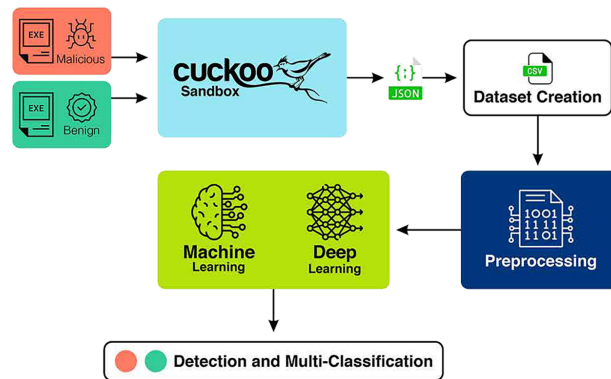 EXE
Malicious
EXE
Benign
cuckoo
Sandbox
{;}
JSON
CSV
Dataset Creation
1001
1111
1101
Preprocessing
Machine
Learning
Deep
Learning
Detection and Multi-Classification